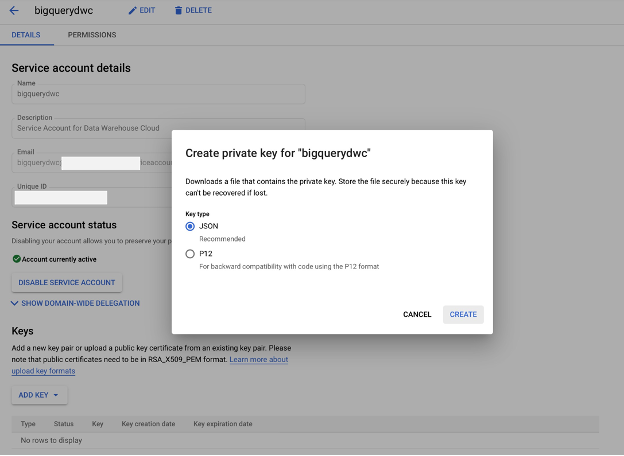 bigquerydwc
EDIT
DELETE
DETAILS
PERMISSIONS
Service account details
Name
bigquerydwc
Description
Service Account for Data Warehouse Cloud
Email
bigquerydwc
iceaccou
Unique ID
Service account status
Disabling your account allows you to preserve your p
Account currently active
DISABLE SERVICE ACCOUNT
SHOW DOMAIN-WIDE DELEGATION
Keys
Add a new key pair or upload a public key certificate from an existing key pair. Please
note that public certificates need to be in RSA_X509_PEM format. Learn more about
upload key formats
ADD KEY
Type Status Key Key creation date Key expiration date
No rows to display
Create private key for "bigquerydwc"
Downloads a file that contains the private key. Store the file securely because this key
can't be recovered if lost.
Key type
JSON
Recommended
P12
For backward compatibility with code using the P12 format
CANCEL
CREATE